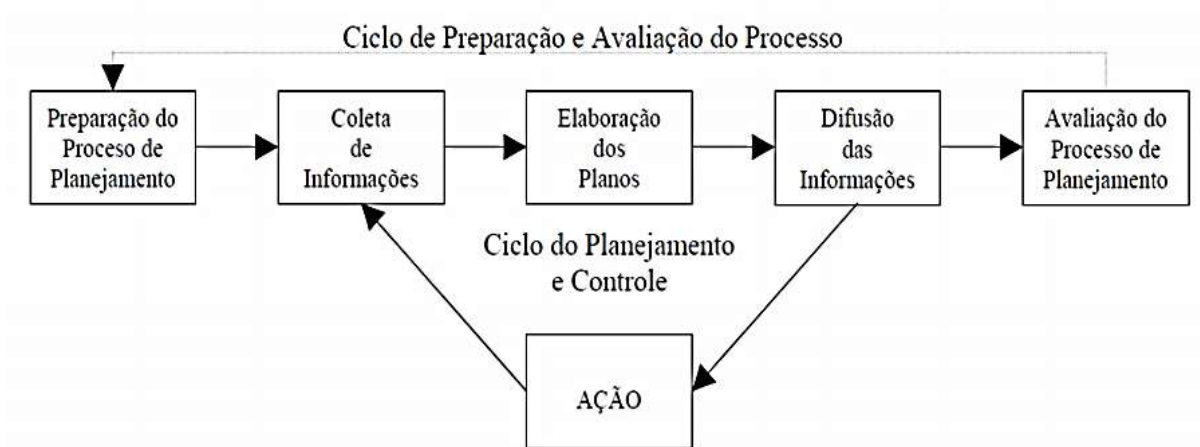 Ciclo de Preparação e Avaliação do Processo
Preparação do
Proceso de
Planejamento
Coleta
de
Informações
Elaboração
dos
Planos
Difusão
das
Informações
Avaliação do
Processo de
Planejamento
Ciclo do Planejamento
e Controle
AÇÃO